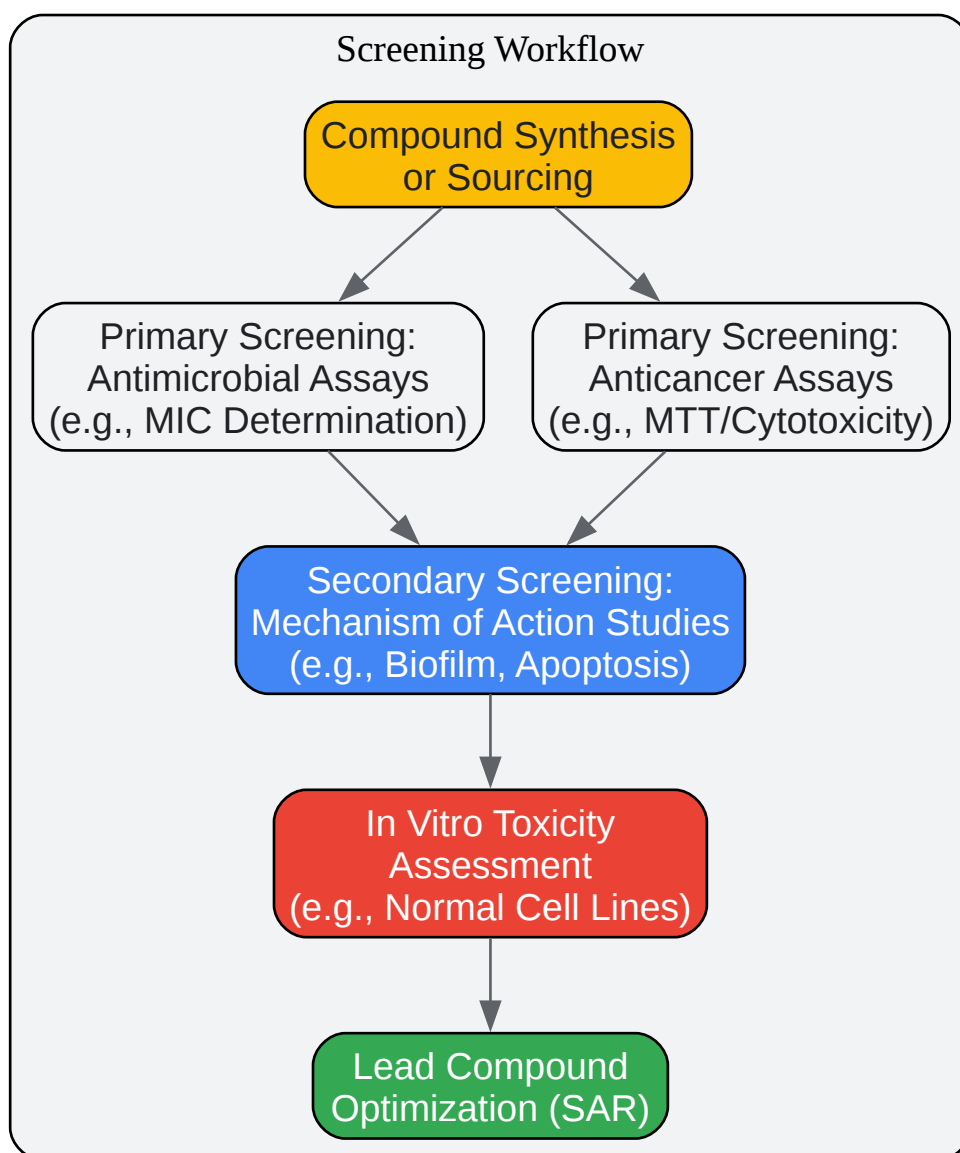 Screening Workflow
Compound Synthesis
or Sourcing
Primary Screening:
Antimicrobial Assays
(e.g., MIC Determination)
Primary Screening:
Anticancer Assays
(e.g., MTT/Cytotoxicity)
Secondary Screening:
Mechanism of Action Studies
(e.g., Biofilm, Apoptosis)
In Vitro Toxicity
Assessment
(e.g., Normal Cell Lines)
Lead Compound
Optimization (SAR)